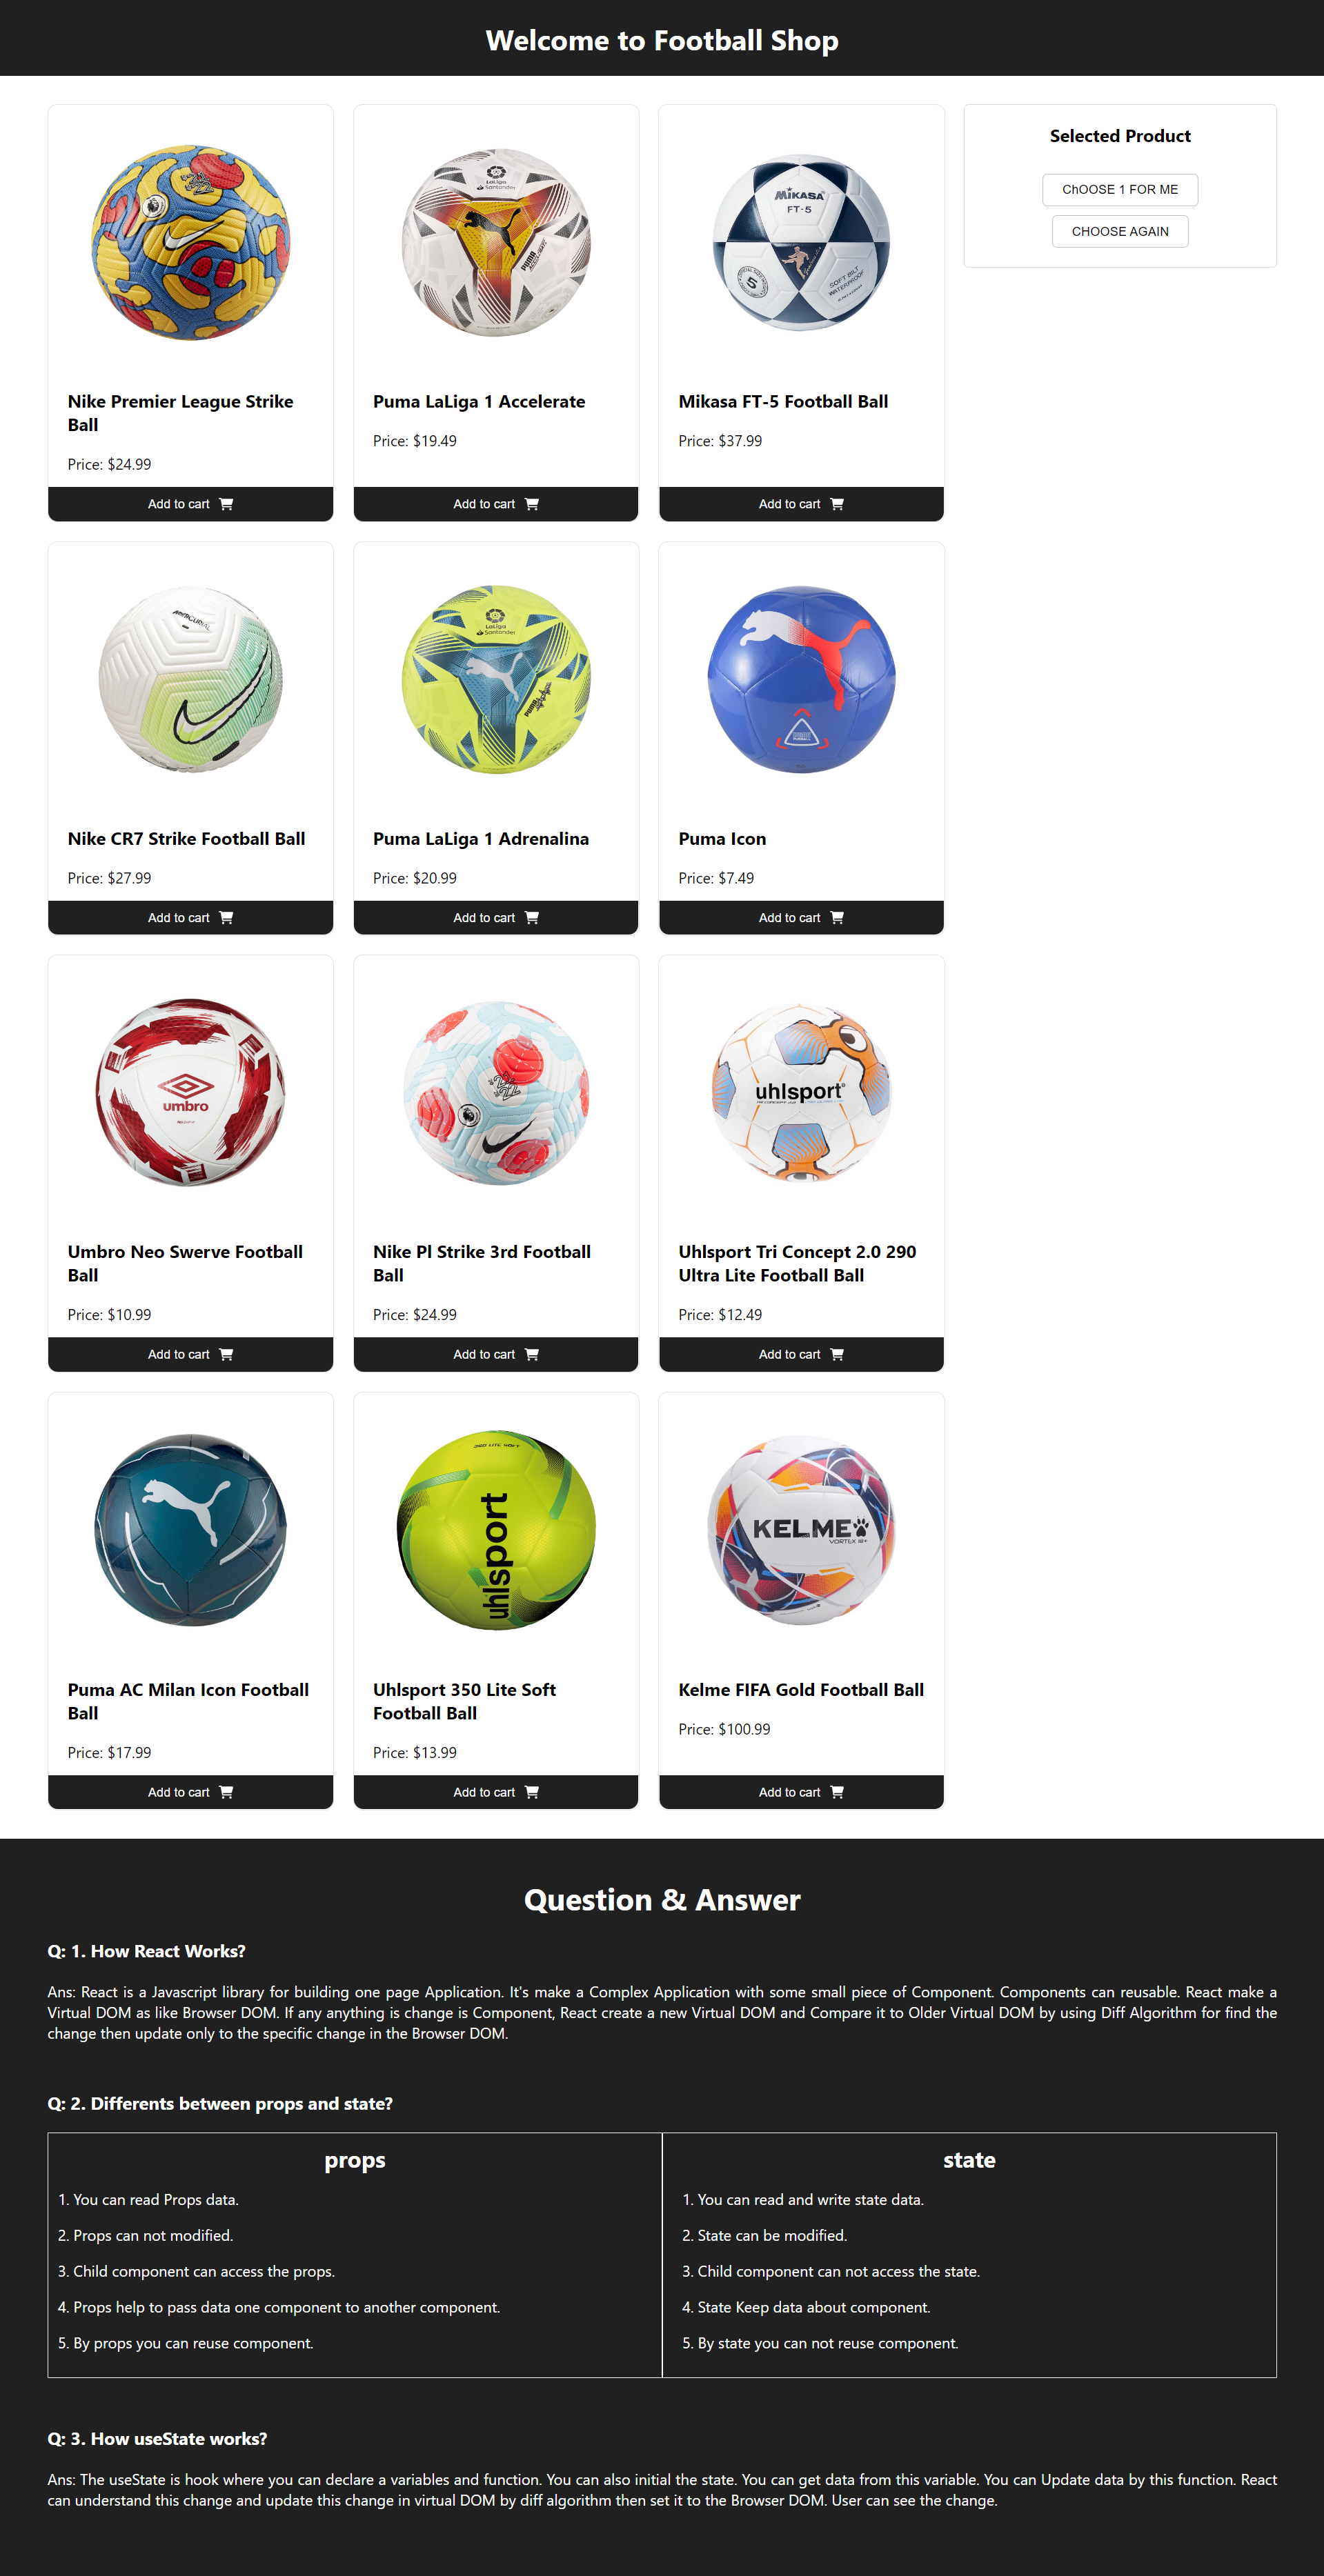 Welcome to Football Shop
Selected Product
ChOOSE 1 FOR ME
CHOOSE AGAIN
LaLiga
Santander
PUMA
MIKASA
FT-5
5
SOFT BILT
WATERPROOF
Nike Premier League Strike
Ball
Price: $24.99
Add to cart
Puma LaLiga 1 Accelerate
Price: $19.49
Add to cart
Mikasa FT-5 Football Ball
Price: $37.99
Add to cart
LaLiga
Santander
PUMA
Nike CR7 Strike Football Ball
Price: $27.99
Add to cart
Puma LaLiga 1 Adrenalina
Price: $20.99
Add to cart
Puma Icon
Price: $7.49
Add to cart
umbro
uhlsport
Umbro Neo Swerve Football
Ball
Price: $10.99
Add to cart
Nike Pl Strike 3rd Football
Ball
Price: $24.99
Add to cart
Uhlsport Tri Concept 2.0 290
Ultra Lite Football Ball
Price: $12.49
Add to cart
uhlsport
KELME
VORTEX 18+
Puma AC Milan Icon Football
Ball
Price: $17.99
Add to cart
Uhlsport 350 Lite Soft
Football Ball
Price: $13.99
Add to cart
Kelme FIFA Gold Football Ball
Price: $100.99
Add to cart
Question & Answer
Q: 1. How React Works?
Ans: React is a Javascript library for building one page Application. It's make a Complex Application with some small piece of Component. Components can reusable. React make a
Virtual DOM as like Browser DOM. If any anything is change is Component, React create a new Virtual DOM and Compare it to Older Virtual DOM by using Diff Algorithm for find the
change then update only to the specific change in the Browser DOM.
Q: 2. Differents between props and state?
props
1. You can read Props data.
2. Props can not modified.
3. Child component can access the props.
4. Props help to pass data one component to another component.
5. By props you can reuse component.
state
1. You can read and write state data.
2. State can be modified.
3. Child component can not access the state.
4. State Keep data about component.
5. By state you can not reuse component.
Q: 3. How useState works?
Ans: The useState is hook where you can declare a variables and function. You can also initial the state. You can get data from this variable. You can Update data by this function. React
can understand this change and update this change in virtual DOM by diff algorithm then set it to the Browser DOM. User can see the change.